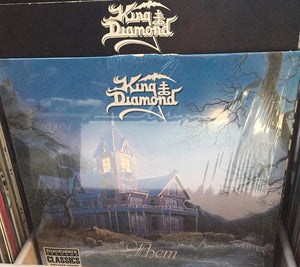 King
Diamond
King
Diamond
"Them"
CLASSICS